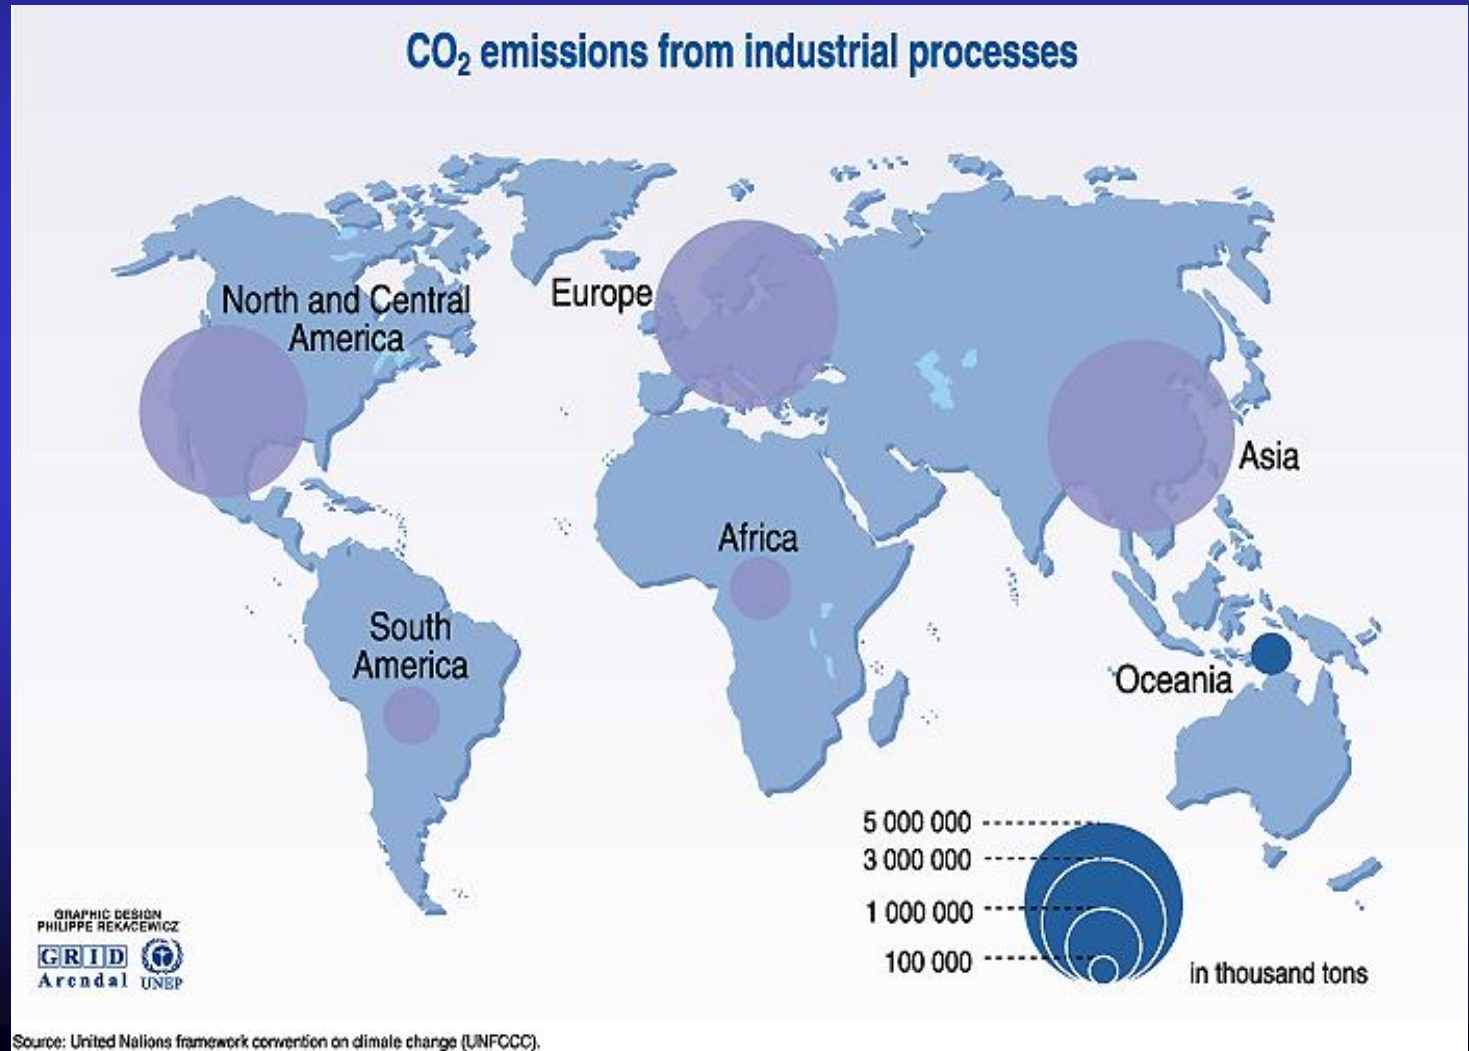 CO₂ emissions from industrial processes
North and Central
America
Europe
Asia
Africa
South
America
Oceania
5 000 000
3 000 000
1 000 000
100 000
in thousand tons
GRAPHIC DESIGN
PHILIPPE REKACEWICZ
GRID
Arendal
UNEP
Source: United Nations framework convention on climate change (UNFCCC).